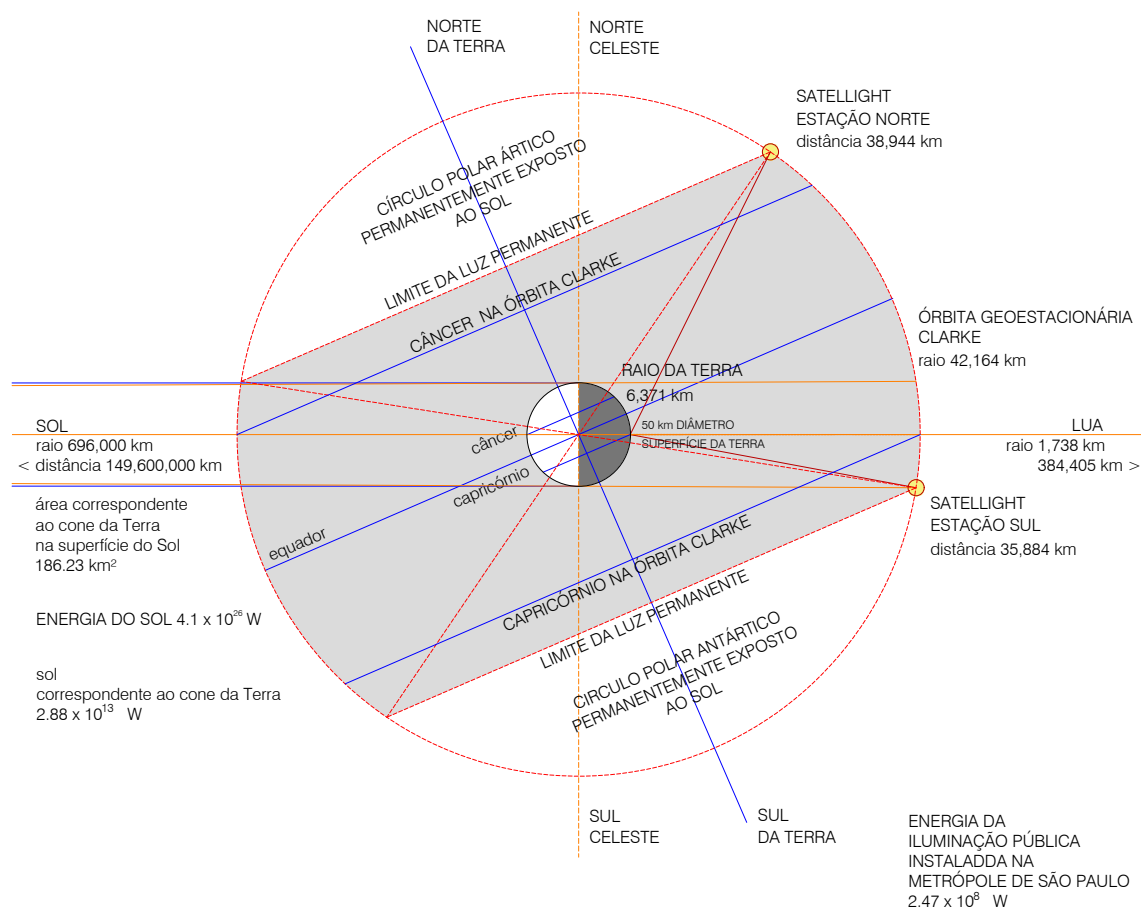 NORTE
DA TERRA
NORTE
CELESTE
SATELLIGHT
ESTAÇÃO NORTE
distância 38,944 km
CÍRCULO POLAR ÁRTICO
PERMANENTEMENTE EXPOSTO
AO SOL
LIMITE DA LUZ PERMANENTE
CÂNCER NA ÓRBITA CLARKE
ÓRBITA GEOESTACIONÁRIA
CLARKE
raio 42,164 km
RAIO DA TERRA
6,371 km
50 km DIÂMETRO
SUPERFÍCIE DA TERRA
câncer
capricórnio
equador
SOL
raio 696,000 km
< distância 149,600,000 km
LUA
raio 1,738 km
384,405 km >
área correspondente
ao cone da Terra
na superfície do Sol
186.23 km²
SATELLIGHT
ESTAÇÃO SUL
distância 35,884 km
CAPRICÓRNIO NA ÓRBITA CLARKE
LIMITE DA LUZ PERMANENTE
CIRCULO POLAR ANTÁRTICO
PERMANENTEMENTE EXPOSTO
AO SOL
ENERGIA DO SOL 4.1 x 10²⁶ W
sol
correspondente ao cone da Terra
2.88 x 10¹³ W
SUL
CELESTE
SUL
DA TERRA
ENERGIA DA
ILUMINAÇÃO PÚBLICA
INSTALADDA NA
METRÓPOLE DE SÃO PAULO
2.47 x 10⁸ W